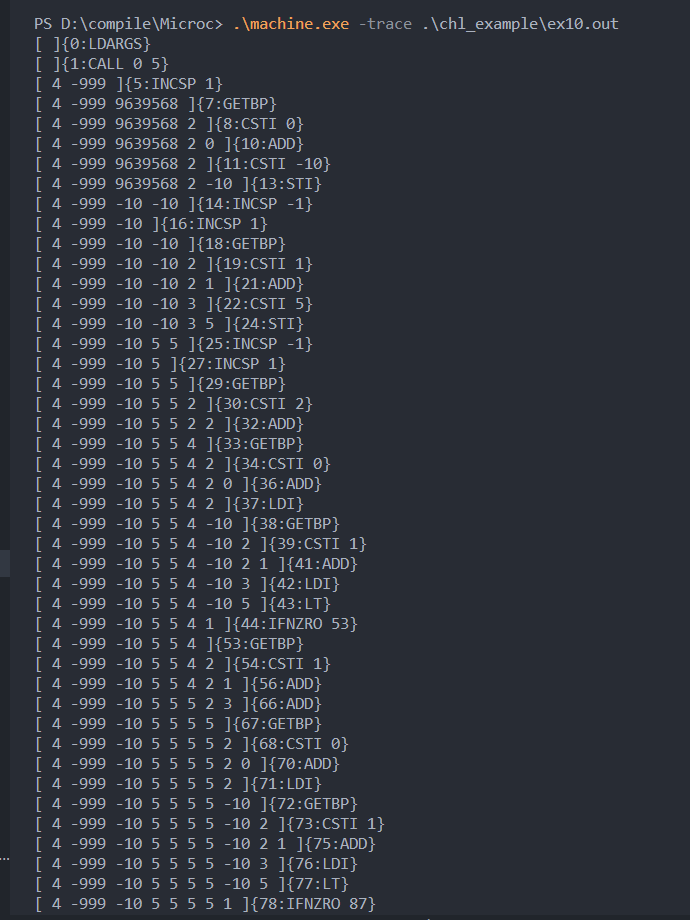 PS D:\compile\Microc> .\machine.exe -trace .\chl_example\ex10.out
[ ]{0:LDARGS}
[ ]{1:CALL 0 5}
[ 4 -999 ]{5:INCSP 1}
[ 4 -999 9639568 ]{7:GETBP}
[ 4 -999 9639568 2 ]{8:CSTI 0}
[ 4 -999 9639568 2 0 ]{10:ADD}
[ 4 -999 9639568 2 ]{11:CSTI -10}
[ 4 -999 9639568 2 -10 ]{13:STI}
[ 4 -999 -10 -10 ]{14:INCSP -1}
[ 4 -999 -10 ]{16:INCSP 1}
[ 4 -999 -10 -10 ]{18:GETBP}
[ 4 -999 -10 -10 2 ]{19:CSTI 1}
[ 4 -999 -10 -10 2 1 ]{21:ADD}
[ 4 -999 -10 -10 3 ]{22:CSTI 5}
[ 4 -999 -10 -10 3 5 ]{24:STI}
[ 4 -999 -10 5 5 ]{25:INCSP -1}
[ 4 -999 -10 5 ]{27:INCSP 1}
[ 4 -999 -10 5 5 ]{29:GETBP}
[ 4 -999 -10 5 5 2 ]{30:CSTI 2}
[ 4 -999 -10 5 5 2 2 ]{32:ADD}
[ 4 -999 -10 5 5 4 ]{33:GETBP}
[ 4 -999 -10 5 5 4 2 ]{34:CSTI 0}
[ 4 -999 -10 5 5 4 2 0 ]{36:ADD}
[ 4 -999 -10 5 5 4 2 ]{37:LDI}
[ 4 -999 -10 5 5 4 -10 ]{38:GETBP}
[ 4 -999 -10 5 5 4 -10 2 ]{39:CSTI 1}
[ 4 -999 -10 5 5 4 -10 2 1 ]{41:ADD}
[ 4 -999 -10 5 5 4 -10 3 ]{42:LDI}
[ 4 -999 -10 5 5 4 -10 5 ]{43:LT}
[ 4 -999 -10 5 5 4 1 ]{44:IFNZRO 53}
[ 4 -999 -10 5 5 4 ]{53:GETBP}
[ 4 -999 -10 5 5 4 2 ]{54:CSTI 1}
[ 4 -999 -10 5 5 4 2 1 ]{56:ADD}
[ 4 -999 -10 5 5 5 2 3 ]{66:ADD}
[ 4 -999 -10 5 5 5 5 ]{67:GETBP}
[ 4 -999 -10 5 5 5 5 2 ]{68:CSTI 0}
[ 4 -999 -10 5 5 5 5 2 0 ]{70:ADD}
[ 4 -999 -10 5 5 5 5 2 ]{71:LDI}
[ 4 -999 -10 5 5 5 5 -10 ]{72:GETBP}
[ 4 -999 -10 5 5 5 5 -10 2 ]{73:CSTI 1}
[ 4 -999 -10 5 5 5 5 -10 2 1 ]{75:ADD}
[ 4 -999 -10 5 5 5 5 -10 3 ]{76:LDI}
[ 4 -999 -10 5 5 5 5 -10 5 ]{77:LT}
[ 4 -999 -10 5 5 5 5 1 ]{78:IFNZRO 87}